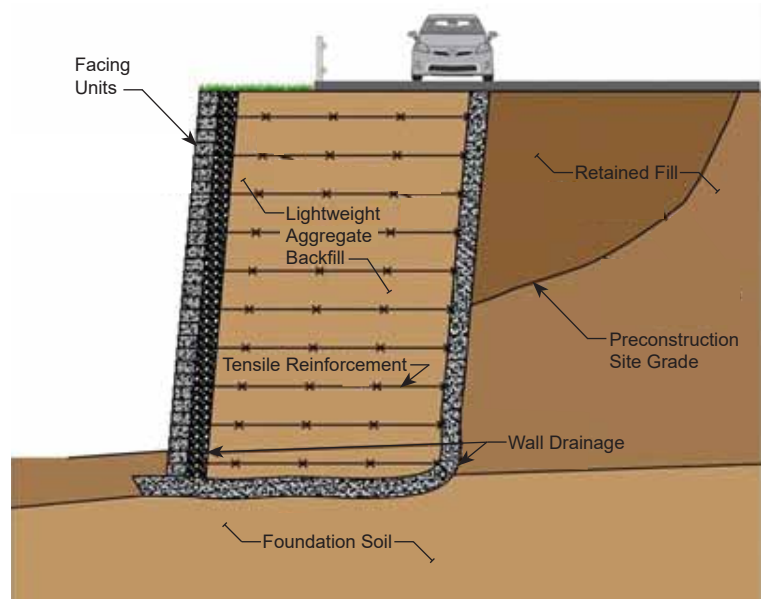 Facing
Units
Retained Fill
Lightweight
Aggregate
Backfill
Preconstruction
Site Grade
Tensile Reinforcement
Wall Drainage
Foundation Soil